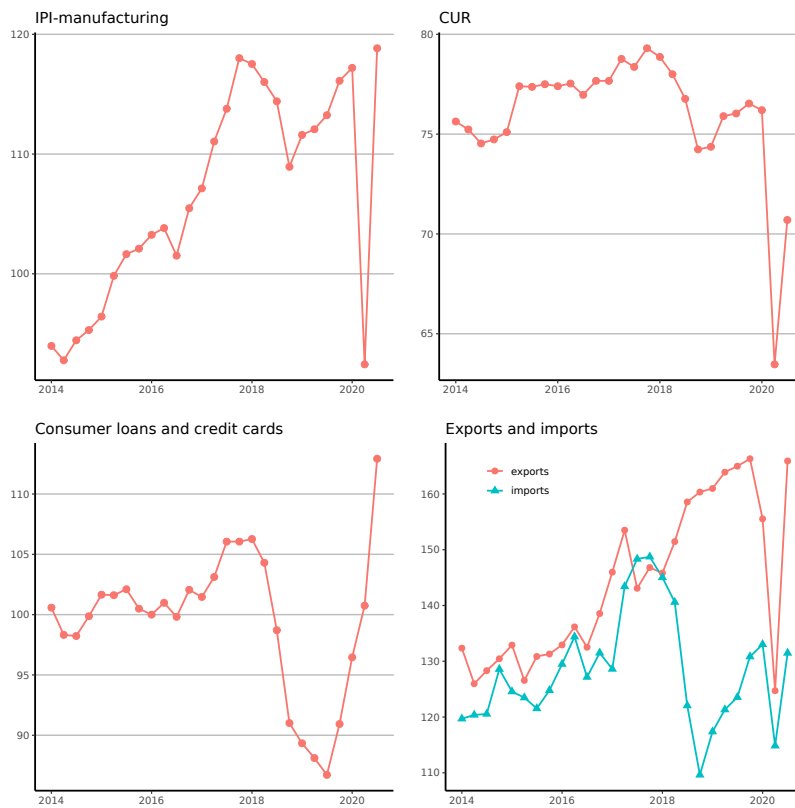 IPI-manufacturing
120
110
100
2014 2016 2018 2020
CUR
80
75
70
65
2014 2016 2018 2020
Consumer loans and credit cards
110
105
100
95
90
2014 2016 2018 2020
Exports and imports
exports
imports
160
150
140
130
120
110
2014 2016 2018 2020